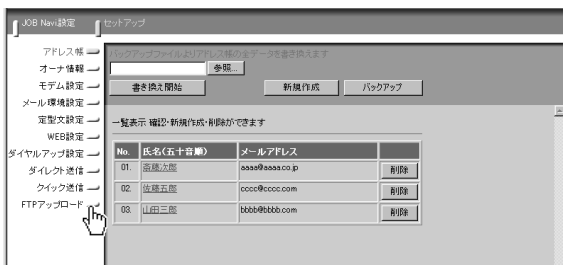 JOB Navi設定
セットアップ
アドレス帳
オーナ情報
モデム設定
メール環境設定
定型文設定
WEB設定
ダイヤルアップ設定
ダイレクト送信
クイック送信
FTPアップロード
バックアップファイルよりアドレス帳の全データを書き換えます
参照...
書き換え開始 新規作成 バックアップ
一覧表示 確認・新規作成・削除ができます
No. 氏名(五十音順) メールアドレス
01. 斎藤次郎 aaaa@aaaa.co.jp 削除
02. 佐藤五郎 cccc@cccc.com 削除
03. 山田三郎 bbbb@bbbb.com 削除